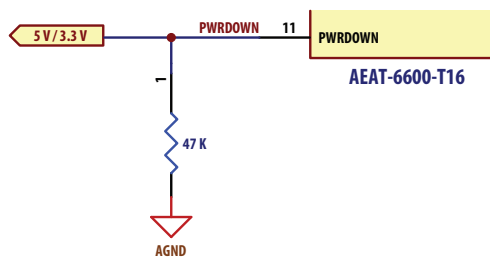 5 V / 3.3 V
PWRDOWN 11 PWRDOWN
AEAT-6600-T16
1
47 K
AGND